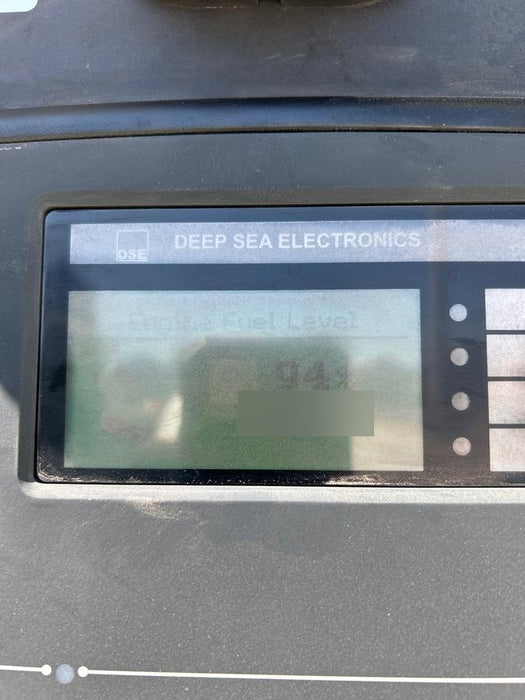 DSE
DEEP SEA ELECTRONICS
Engine Fuel Level
94%